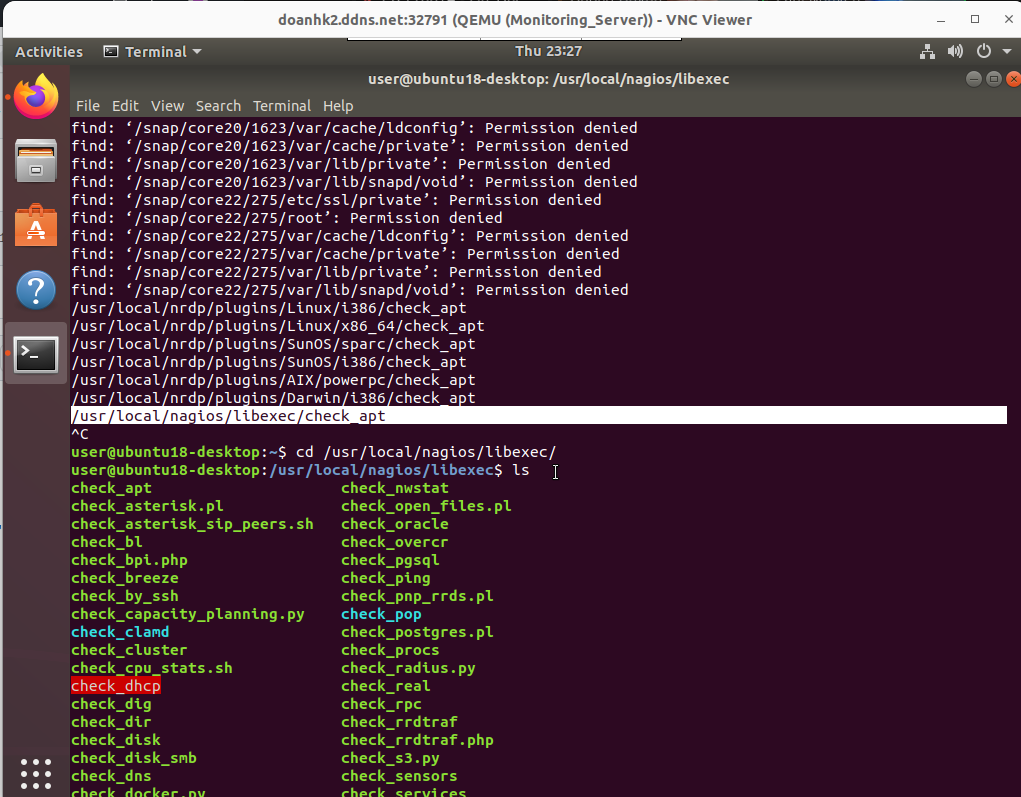 doanhk2.ddns.net:32791 (QEMU (Monitoring_Server)) - VNC Viewer
Activities Terminal Thu 23:27
user@ubuntu18-desktop: /usr/local/nagios/libexec
File Edit View Search Terminal Help
find: ‘/snap/core20/1623/var/cache/ldconfig’: Permission denied
find: ‘/snap/core20/1623/var/cache/private’: Permission denied
find: ‘/snap/core20/1623/var/lib/private’: Permission denied
find: ‘/snap/core20/1623/var/lib/snapd/void’: Permission denied
find: ‘/snap/core22/275/etc/ssl/private’: Permission denied
find: ‘/snap/core22/275/root’: Permission denied
find: ‘/snap/core22/275/var/cache/ldconfig’: Permission denied
find: ‘/snap/core22/275/var/cache/private’: Permission denied
find: ‘/snap/core22/275/var/lib/private’: Permission denied
find: ‘/snap/core22/275/var/lib/snapd/void’: Permission denied
/usr/local/nrdp/plugins/Linux/i386/check_apt
/usr/local/nrdp/plugins/Linux/x86_64/check_apt
/usr/local/nrdp/plugins/SunOS/sparc/check_apt
/usr/local/nrdp/plugins/SunOS/i386/check_apt
/usr/local/nrdp/plugins/AIX/powerpc/check_apt
/usr/local/nrdp/plugins/Darwin/i386/check_apt
/usr/local/nagios/libexec/check_apt
^C
user@ubuntu18-desktop:~$ cd /usr/local/nagios/libexec/
user@ubuntu18-desktop:/usr/local/nagios/libexec$ ls
check_apt check_nwstat
check_asterisk.pl check_open_files.pl
check_asterisk_sip_peers.sh check_oracle
check_bl check_overcr
check_bpi.php check_pgsql
check_breeze check_ping
check_by_ssh check_pnp_rrds.pl
check_capacity_planning.py check_pop
check_clamd check_postgres.pl
check_cluster check_procs
check_cpu_stats.sh check_radius.py
check_dhcp check_real
check_dig check_rpc
check_dir check_rrdtraf
check_disk check_rrdtraf.php
check_disk_smb check_s3.py
check_dns check_sensors
check_docker.py check_services